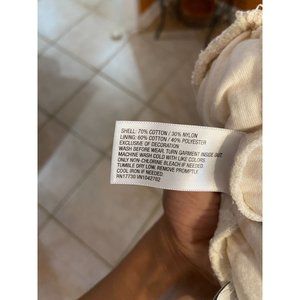 SHELL: 70% COTTON / 30% NYLON
LINING: 60% COTTON / 40% POLYESTER
EXCLUSIVE OF DECORATION
WASH BEFORE WEAR. TURN GARMENT INSIDE OUT
MACHINE WASH COLD WITH LIKE COLORS.
ONLY NON-CHLORINE BLEACH IF NEEDED.
TUMBLE DRY LOW. REMOVE PROMPTLY.
COOL IRON IF NEEDED.
RN17730 VN1042762